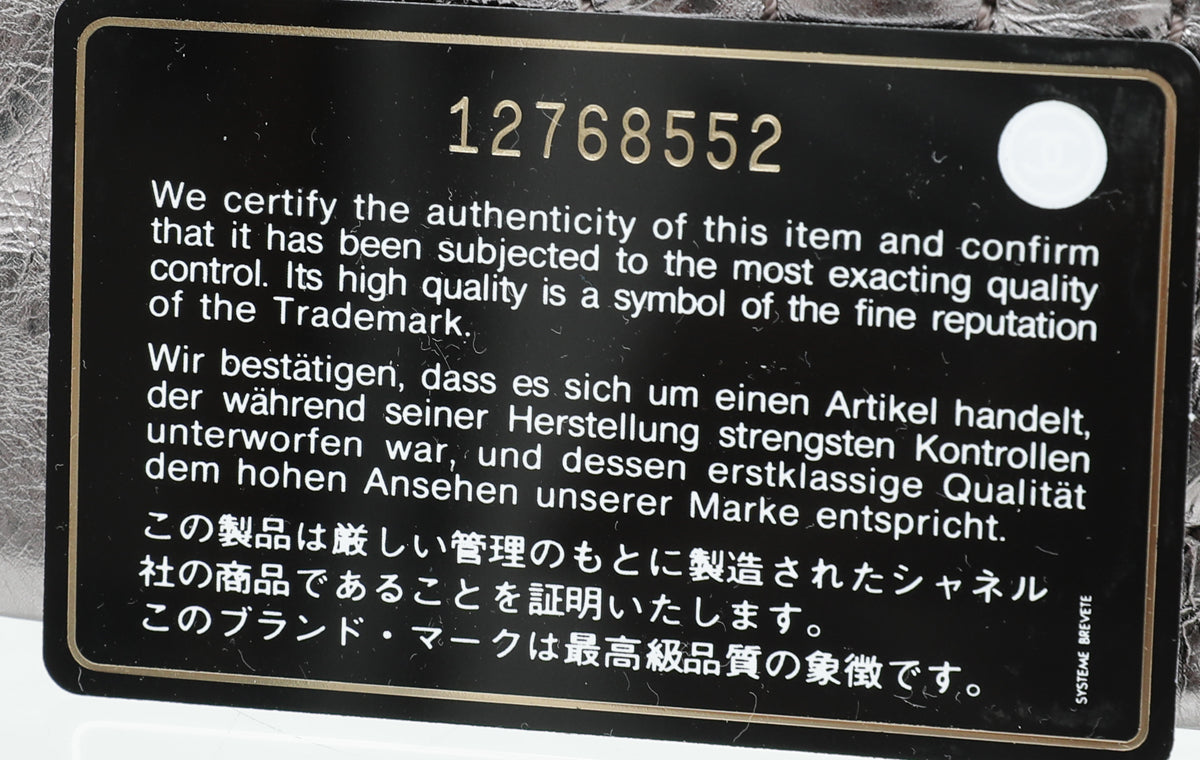 12768552
We certify the authenticity of this item and confirm
that it has been subjected to the most exacting quality
control. Its high quality is a symbol of the fine reputation
of the Trademark.
Wir bestätigen, dass es sich um einen Artikel handelt,
der während seiner Herstellung strengsten Kontrollen
unterworfen war, und dessen erstklassige Qualität
dem hohen Ansehen unserer Marke entspricht.
この製品は厳しい管理のもとに製造されたシャネル
社の商品であることを証明いたします。
このブランド・マークは最高級品質の象徴です。
SYSTEME BREVETE